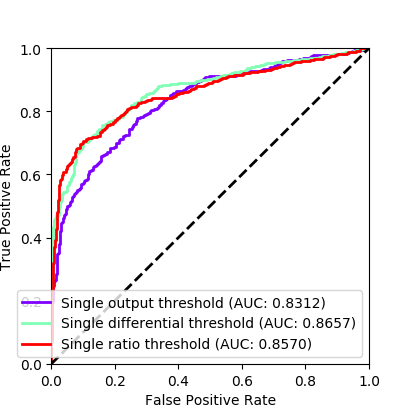 1.0
0.8
0.6
0.4
0.2
0.0
True Positive Rate
Single output threshold (AUC: 0.8312)
Single differential threshold (AUC: 0.8657)
Single ratio threshold (AUC: 0.8570)
0.0 0.2 0.4 0.6 0.8 1.0
False Positive Rate